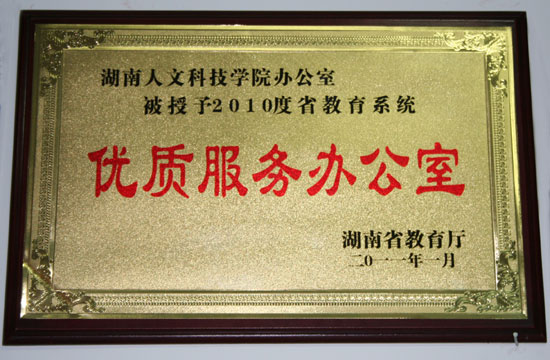 湖南人文科技学院办公室
被授予2010度省教育系统
优质服务办公室
湖南省教育厅
二〇一一年一月